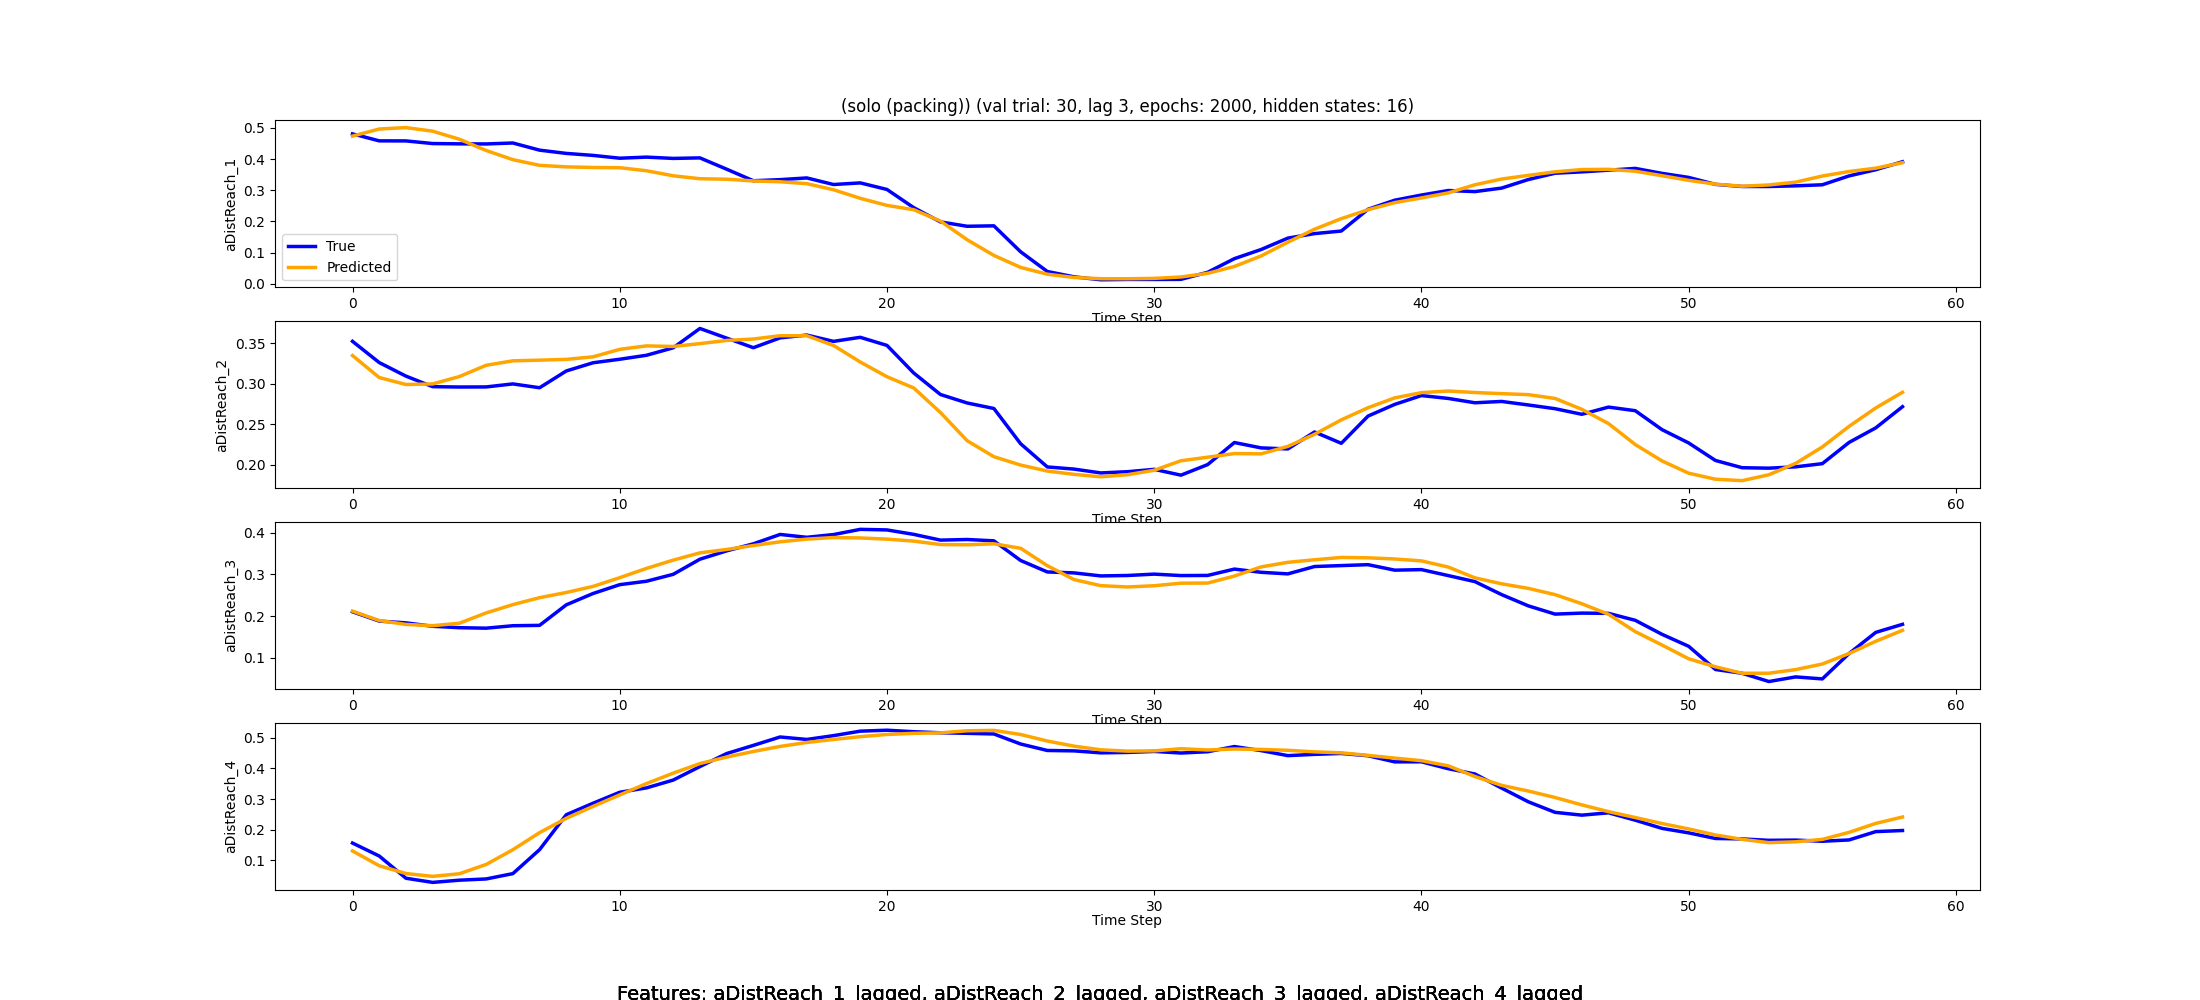 (solo (packing)) (val trial: 30, lag 3, epochs: 2000, hidden states: 16)
0.5
0.4
0.3
0.2
0.1
0.0
aDistReach_1
True
Predicted
0 10 20 30 40 50 60
Time Step
0.35
0.30
0.25
0.20
aDistReach_2
0 10 20 30 40 50 60
Time Step
0.4
0.3
0.2
0.1
aDistReach_3
0 10 20 30 40 50 60
Time Step
0.5
0.4
0.3
0.2
0.1
aDistReach_4
0 10 20 30 40 50 60
Time Step
Features: aDistReach_1_lagged, aDistReach_2_lagged, aDistReach_3_lagged, aDistReach_4_lagged